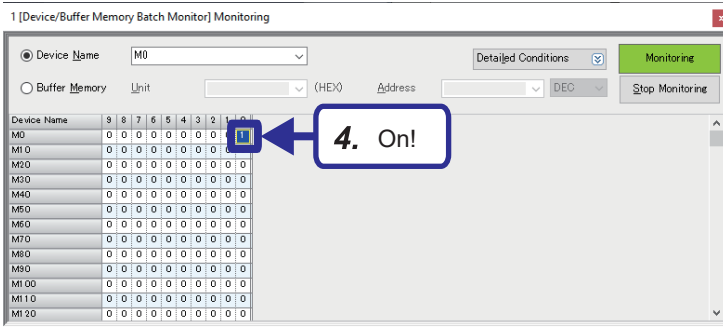 1 [Device/Buffer Memory Batch Monitor] Monitoring
Device Name M0 Detailed Conditions Monitoring
Buffer Memory Unit (HEX) Address DEC Stop Monitoring
Device Name 9 8 7 6 5 4 3 2 1 0
M0 0 0 0 0 0 0 0 0 0 1
M10 0 0 0 0 0 0 0 0 0 0
M20 0 0 0 0 0 0 0 0 0 0
M30 0 0 0 0 0 0 0 0 0 0
M40 0 0 0 0 0 0 0 0 0 0
M50 0 0 0 0 0 0 0 0 0 0
M60 0 0 0 0 0 0 0 0 0 0
M70 0 0 0 0 0 0 0 0 0 0
M80 0 0 0 0 0 0 0 0 0 0
M90 0 0 0 0 0 0 0 0 0 0
M100 0 0 0 0 0 0 0 0 0 0
M110 0 0 0 0 0 0 0 0 0 0
M120 0 0 0 0 0 0 0 0 0 0
4. On!